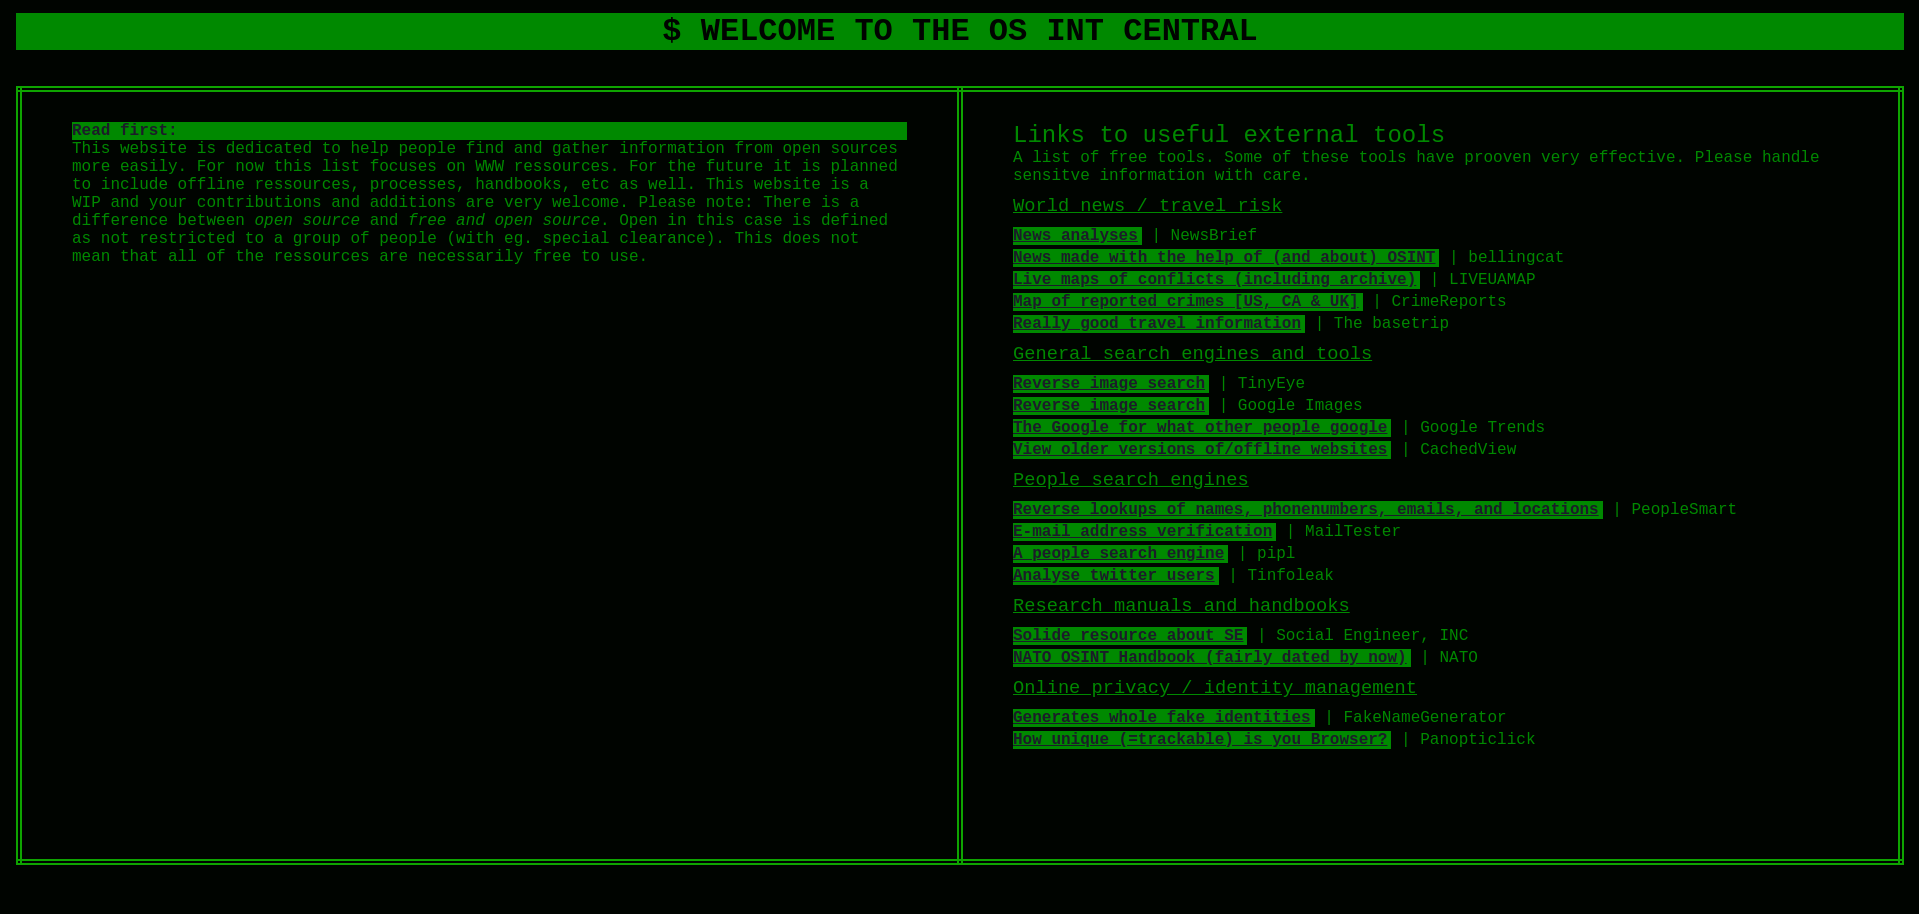 $ WELCOME TO THE OS INT CENTRAL
Read first:
This website is dedicated to help people find and gather information from open sources
more easily. For now this list focuses on WWW ressources. For the future it is planned
to include offline ressources, processes, handbooks, etc as well. This website is a
WIP and your contributions and additions are very welcome. Please note: There is a
difference between open source and free and open source. Open in this case is defined
as not restricted to a group of people (with eg. special clearance). This does not
mean that all of the ressources are necessarily free to use.
Links to useful external tools
A list of free tools. Some of these tools have prooven very effective. Please handle
sensitve information with care.
World news / travel risk
News analyses | NewsBrief
News made with the help of (and about) OSINT | bellingcat
Live maps of conflicts (including archive) | LIVEUAMAP
Map of reported crimes [US, CA & UK] | CrimeReports
Really good travel information | The basetrip
General search engines and tools
Reverse image search | TinyEye
Reverse image search | Google Images
The Google for what other people google | Google Trends
View older versions of/offline websites | CachedView
People search engines
Reverse lookups of names, phonenumbers, emails, and locations | PeopleSmart
E-mail address verification | MailTester
A people search engine | pipl
Analyse twitter users | Tinfoleak
Research manuals and handbooks
Solide resource about SE | Social Engineer, INC
NATO OSINT Handbook (fairly dated by now) | NATO
Online privacy / identity management
Generates whole fake identities | FakeNameGenerator
How unique (=trackable) is you Browser? | Panopticlick